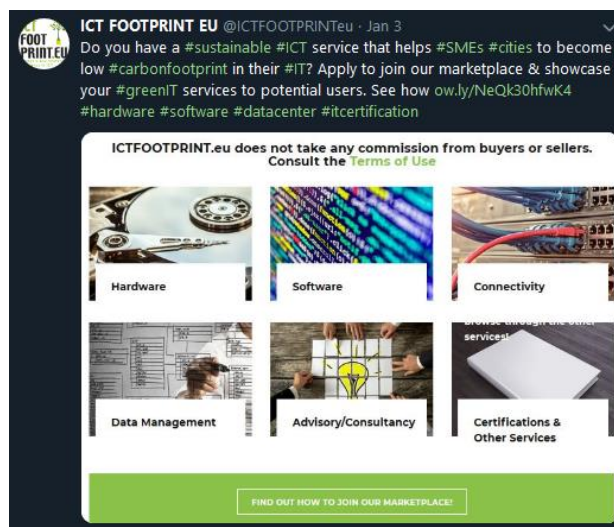 ICT FOOTPRINT EU @ICTFOOTPRINTeu · Jan 3
Do you have a #sustainable #ICT service that helps #SMEs #cities to become
low #carbonfootprint in their #IT? Apply to join our marketplace & showcase
your #greenIT services to potential users. See how ow.ly/NeQk30hfwK4
#hardware #software #datacenter #itcertification
FOOT
PRINT.EU
ICTFOOTPRINT.eu does not take any commission from buyers or sellers.
Consult the Terms of Use
Hardware
Software
Connectivity
browse through the other
services!
Data Management
Advisory/Consultancy
Certifications &
Other Services
FIND OUT HOW TO JOIN OUR MARKETPLACE!